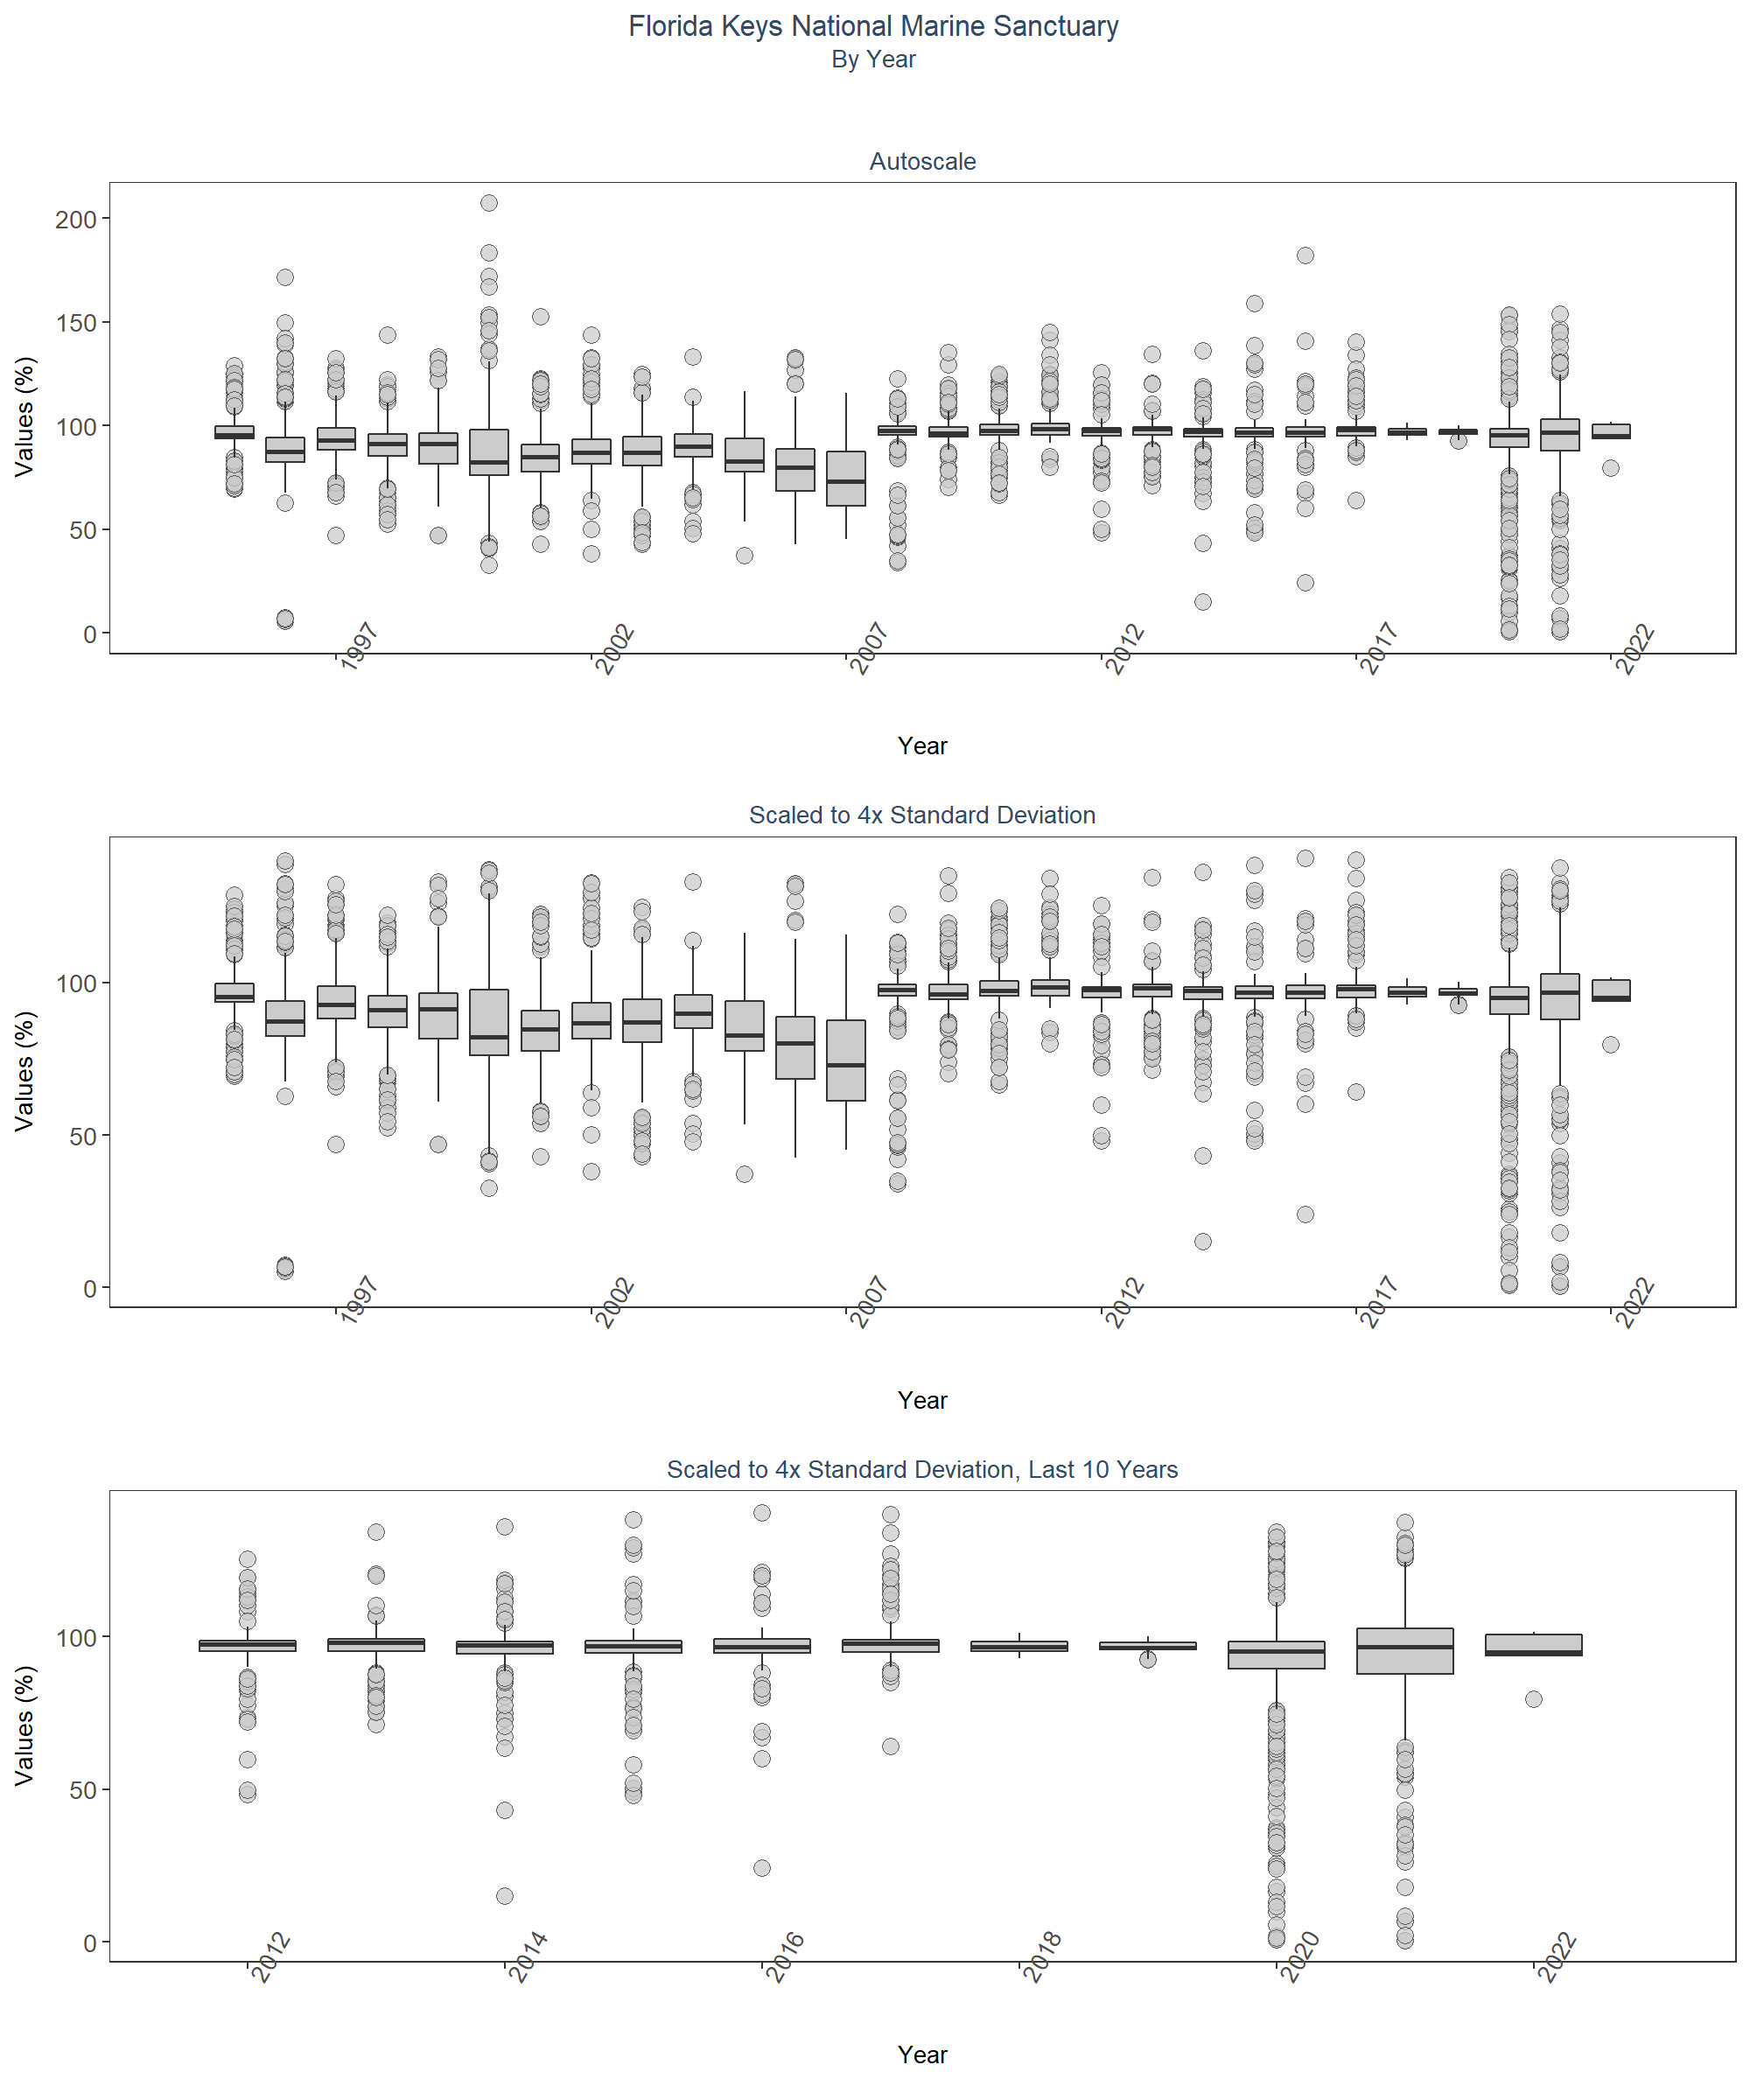 Florida Keys National Marine Sanctuary
By Year
Autoscale
Values (%)
200
150
100
50
0
1997
2002
2007
2012
2017
2022
Year
Scaled to 4x Standard Deviation
Values (%)
100
50
0
1997
2002
2007
2012
2017
2022
Year
Scaled to 4x Standard Deviation, Last 10 Years
Values (%)
100
50
0
2012
2014
2016
2018
2020
2022
Year